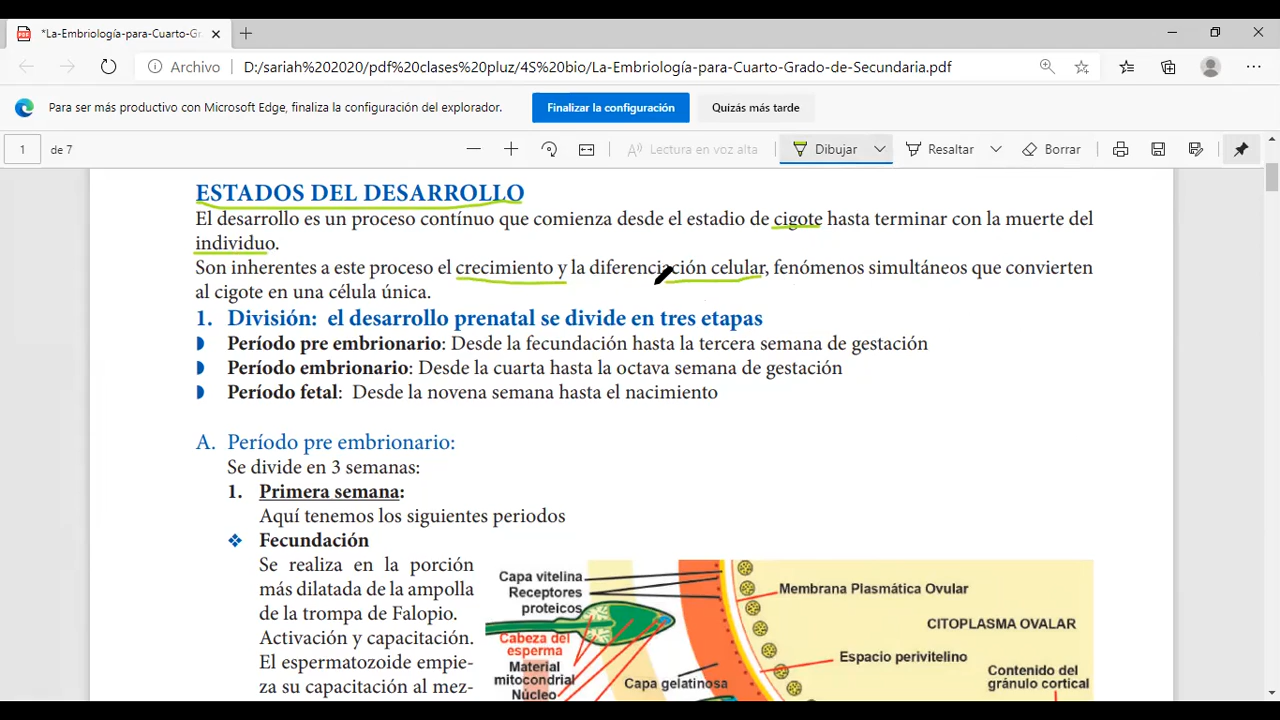 *La-Embriología-para-Cuarto-Gr
Archivo
D:/sariah%202020/pdf%20clases%20pluz/4S%20bio/La-Embriología-para-Cuarto-Grado-de-Secundaria.pdf
Para ser más productivo con Microsoft Edge, finaliza la configuración del explorador.
Finalizar la configuración
Quizás más tarde
1 de 7
Lectura en voz alta
Dibujar
Resaltar
Borrar
ESTADOS DEL DESARROLLO
El desarrollo es un proceso contínuo que comienza desde el estadio de cigote hasta terminar con la muerte del
individuo.
Son inherentes a este proceso el crecimiento y la diferenciación celular, fenómenos simultáneos que convierten
al cigote en una célula única.
1. División: el desarrollo prenatal se divide en tres etapas
Período pre embrionario: Desde la fecundación hasta la tercera semana de gestación
Período embrionario: Desde la cuarta hasta la octava semana de gestación
Período fetal: Desde la novena semana hasta el nacimiento
A. Período pre embrionario:
Se divide en 3 semanas:
1. Primera semana:
Aquí tenemos los siguientes periodos
Fecundación
Se realiza en la porción
más dilatada de la ampolla
de la trompa de Falopio.
Activación y capacitación.
El espermatozoide empie-
za su capacitación al mez-
Capa vitelina
Receptores
proteicos
Cabeza del
esperma
Material
mitocondrial
Núcleo
Capa gelatinosa
Membrana Plasmática Ovular
CITOPLASMA OVALAR
Espacio perivitelino
Contenido del
gránulo cortical